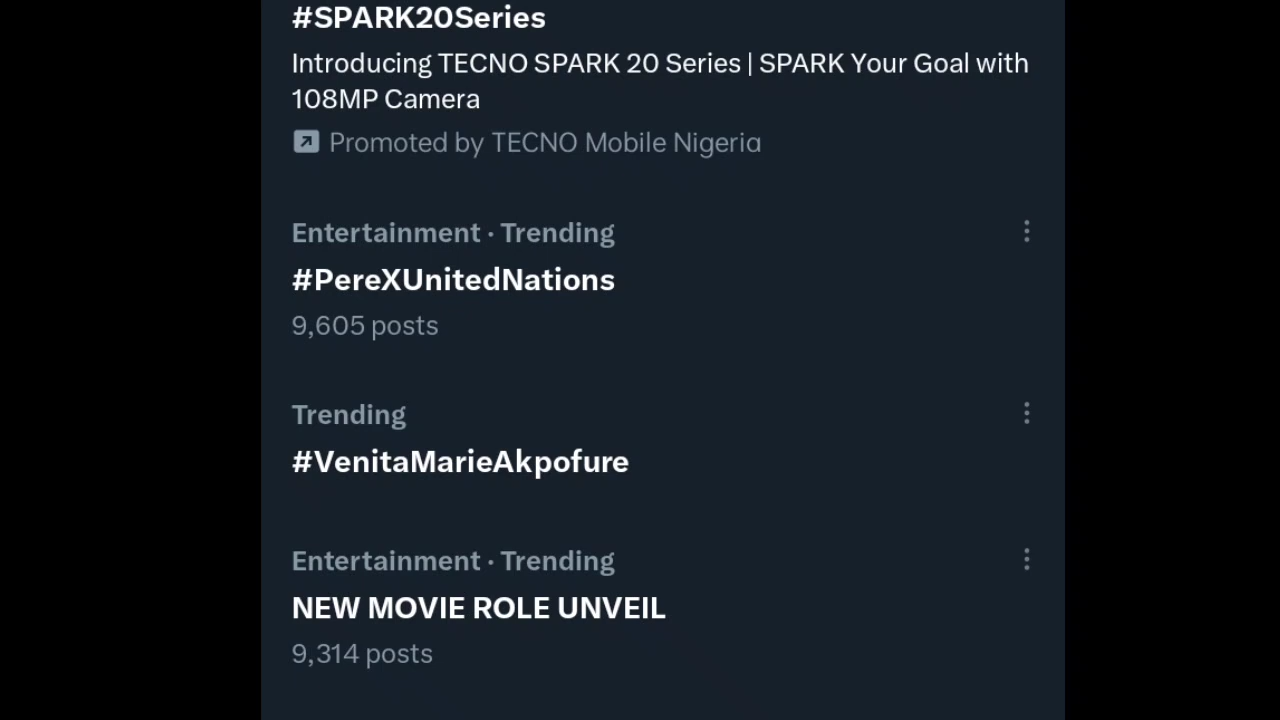 #SPARK20Series
Introducing TECNO SPARK 20 Series | SPARK Your Goal with
108MP Camera
Promoted by TECNO Mobile Nigeria
Entertainment · Trending
#PereXUnitedNations
9,605 posts
Trending
#VenitaMarieAkpofure
Entertainment · Trending
NEW MOVIE ROLE UNVEIL
9,314 posts